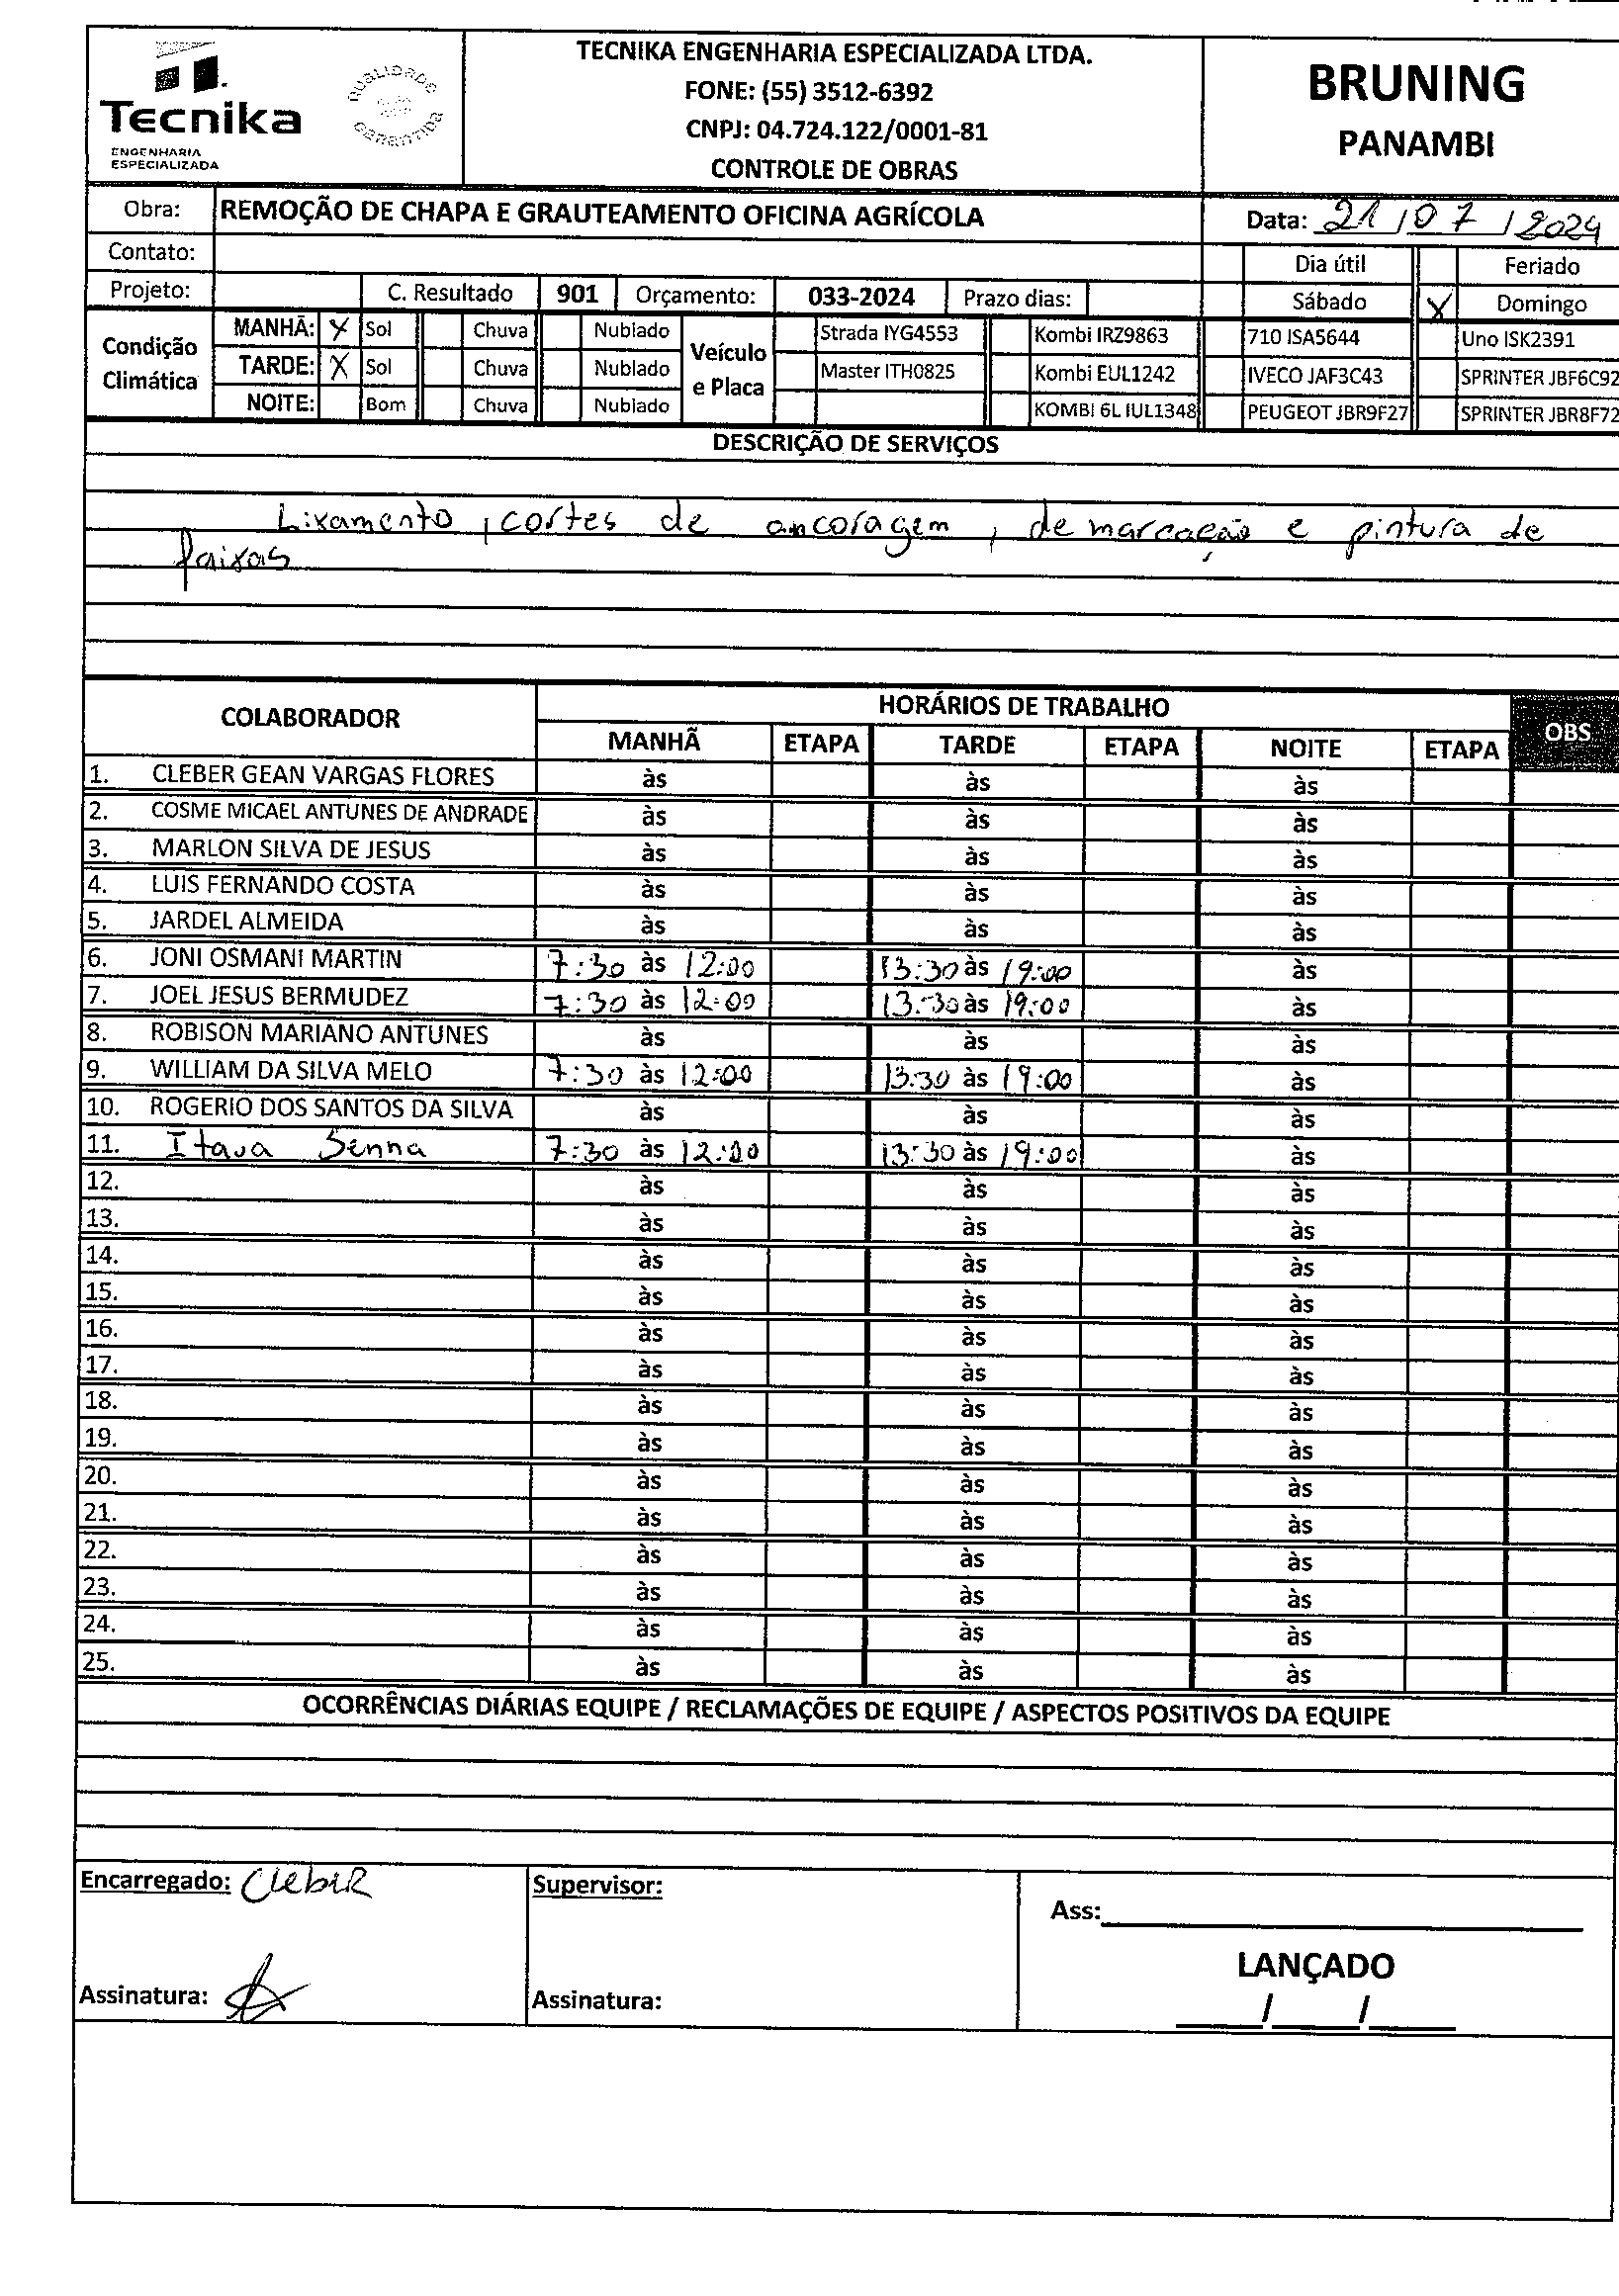 Tecnika
ENGENHARIA
ESPECIALIZADA
QUALIDADE
GARANTIDA
TECNIKA ENGENHARIA ESPECIALIZADA LTDA.
FONE: (55) 3512-6392
CNPJ: 04.724.122/0001-81
CONTROLE DE OBRAS
BRUNING
PANAMBI
Obra: REMOÇÃO DE CHAPA E GRAUTEAMENTO OFICINA AGRÍCOLA Data: 21/07/2024
Contato: Dia útil Feriado
Projeto: C. Resultado 901 Orçamento: 033-2024 Prazo dias: Sábado X Domingo
Condição Climática
MANHÃ: X Sol Chuva Nublado
TARDE: X Sol Chuva Nublado
NOITE: Bom Chuva Nublado
Veículo e Placa
Strada IYG4553 Kombi IRZ9863 710 ISA5644 Uno ISK2391
Master ITH0825 Kombi EUL1242 IVECO JAF3C43 SPRINTER JBF6C92
KOMBI 6L IUL1348 PEUGEOT JBR9F27 SPRINTER JBR8F72
DESCRIÇÃO DE SERVIÇOS
Lixamento, cortes de ancoragem, demarcação e pintura de
faixas
COLABORADOR HORÁRIOS DE TRABALHO OBS
MANHÃ ETAPA TARDE ETAPA NOITE ETAPA
1. CLEBER GEAN VARGAS FLORES às às às
2. COSME MICAEL ANTUNES DE ANDRADE às às às
3. MARLON SILVA DE JESUS às às às
4. LUIS FERNANDO COSTA às às às
5. JARDEL ALMEIDA às às às
6. JONI OSMANI MARTIN 7:30 às 12:00 13:30 às 19:00 às
7. JOEL JESUS BERMUDEZ 7:30 às 12:00 13:30 às 19:00 às
8. ROBISON MARIANO ANTUNES às às às
9. WILLIAM DA SILVA MELO 7:30 às 12:00 13:30 às 19:00 às
10. ROGERIO DOS SANTOS DA SILVA às às às
11. Itava Senna 7:30 às 12:00 13:30 às 19:00 às
12. às às às
13. às às às
14. às às às
15. às às às
16. às às às
17. às às às
18. às às às
19. às às às
20. às às às
21. às às às
22. às às às
23. às às às
24. às às às
25. às às às
OCORRÊNCIAS DIÁRIAS EQUIPE / RECLAMAÇÕES DE EQUIPE / ASPECTOS POSITIVOS DA EQUIPE
Encarregado: Cleber
Supervisor:
Ass:
LANÇADO
Assinatura:
Assinatura:
/ /